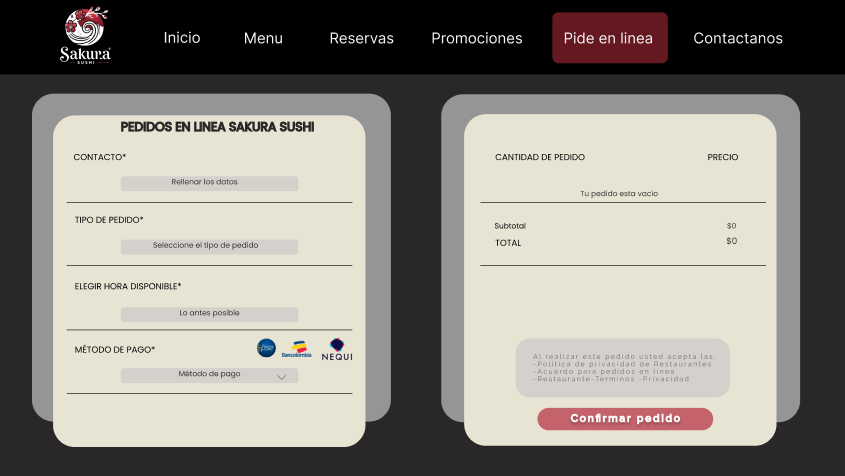 Sakura
SUSHI
Inicio
Menu
Reservas
Promociones
Pide en linea
Contactanos
PEDIDOS EN LINEA SAKURA SUSHI
CONTACTO*
Rellenar los datos
TIPO DE PEDIDO*
Seleccione el tipo de pedido
ELEGIR HORA DISPONIBLE*
Lo antes posible
MÉTODO DE PAGO*
Bancolombia
NEQUI
Método de pago
CANTIDAD DE PEDIDO
PRECIO
Tu pedido esta vacío
Subtotal
$0
TOTAL
$0
Al realizar este pedido usted acepta las:
-Politica de privacidad de Restaurantes
-Acuerdo para pedidos en linea
-Restaurante-Terminos -Privacidad
Confirmar pedido